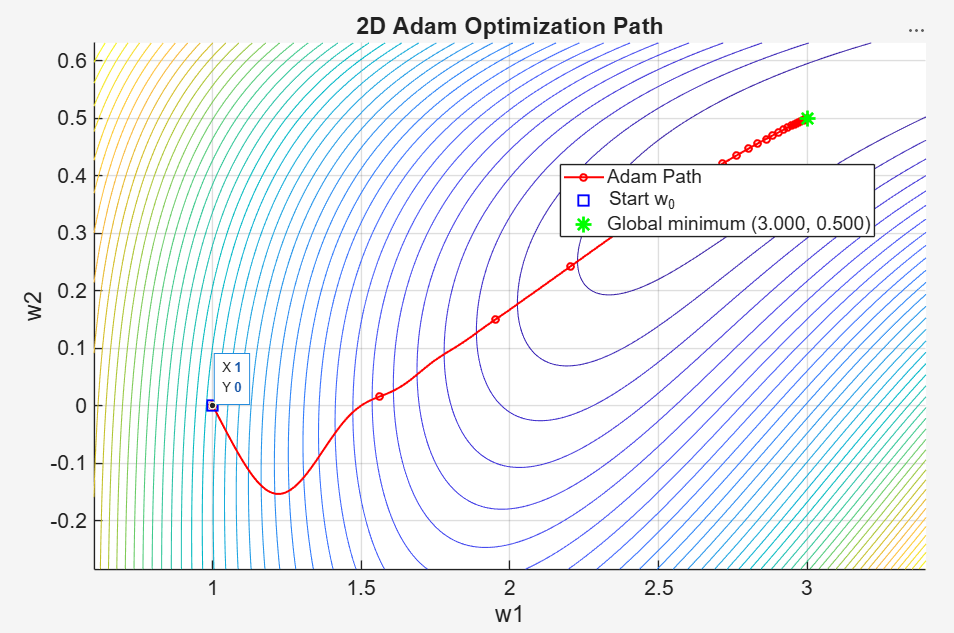 2D Adam Optimization Path
...
0.6
0.5
0.4
0.3
0.2
0.1
0
-0.1
-0.2
w2
Adam Path
Start w₀
Global minimum (3.000, 0.500)
X 1
Y 0
1
1.5
2
2.5
3
w1